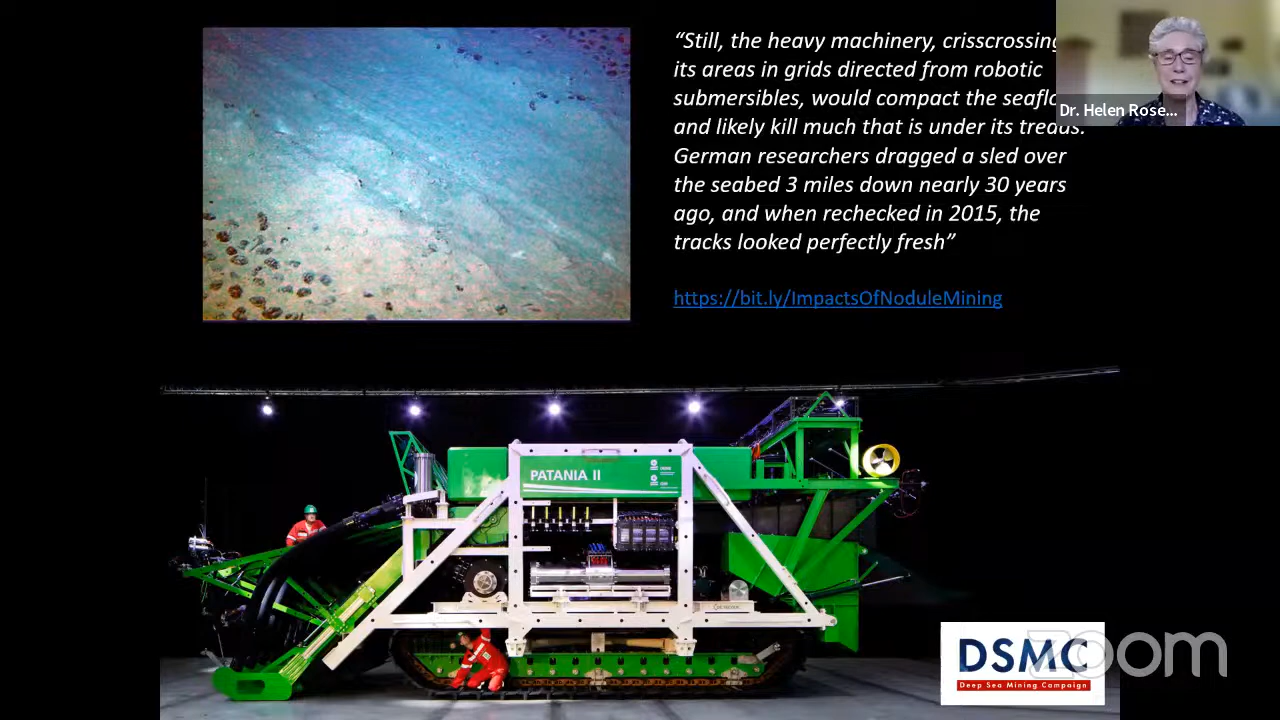 “Still, the heavy machinery, crisscrossing
its areas in grids directed from robotic
submersibles, would compact the seaflo
and likely kill much that is under its treads.
German researchers dragged a sled over
the seabed 3 miles down nearly 30 years
ago, and when rechecked in 2015, the
tracks looked perfectly fresh”
https://bit.ly/ImpactsOfNoduleMining
Dr. Helen Rose...
PATANIA II
DSMC
Deep Sea Mining Campaign
zoom